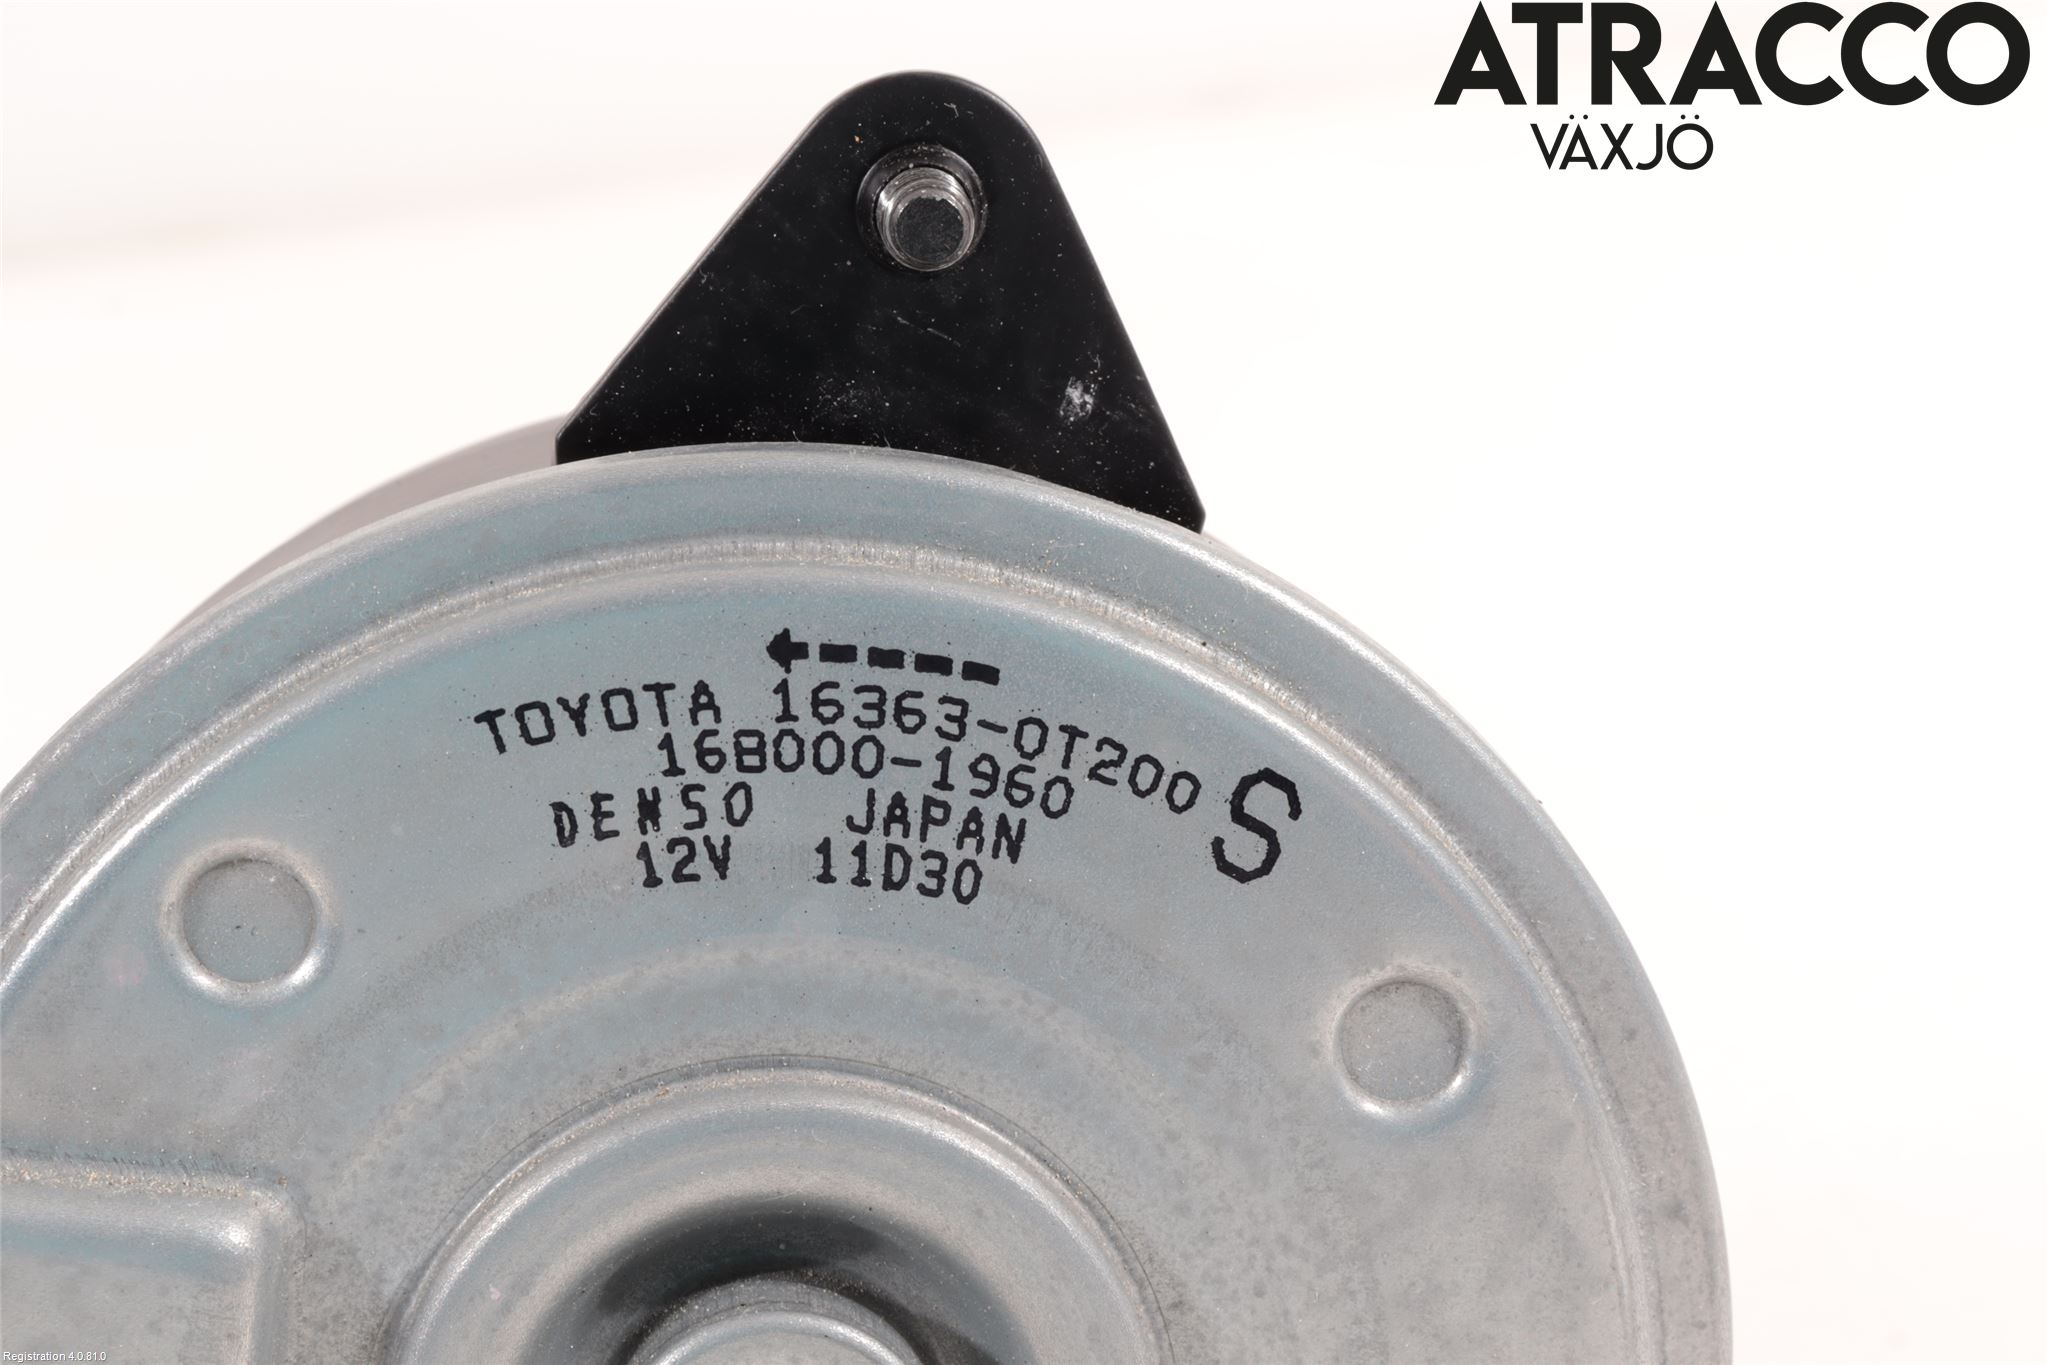 ATRACCO
VÄXJÖ
TOYOTA 16363-0T200 S
168000-1960
DENSO JAPAN
12V 11D30
Registration 4.0.81.0